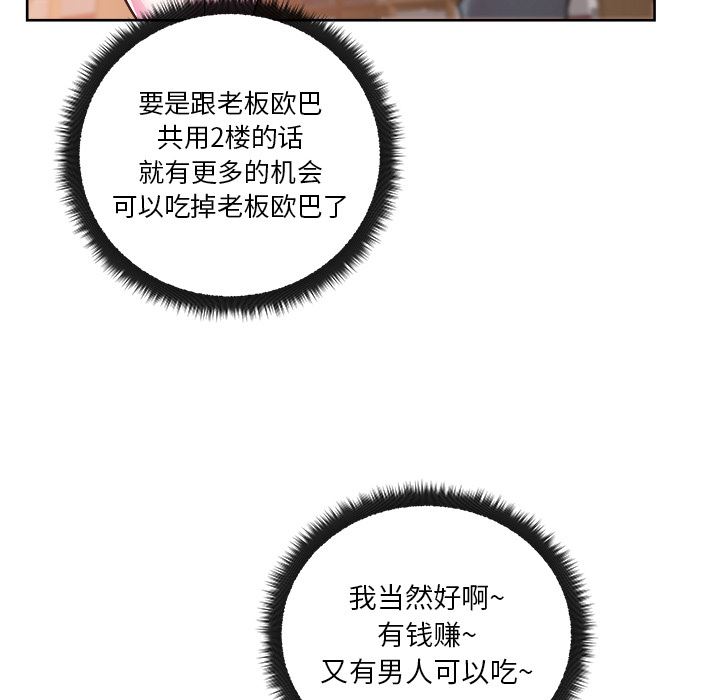 要是跟老板欧巴
共用2楼的话
就有更多的机会
可以吃掉老板欧巴了
我当然好啊~
有钱赚~
又有男人可以吃~